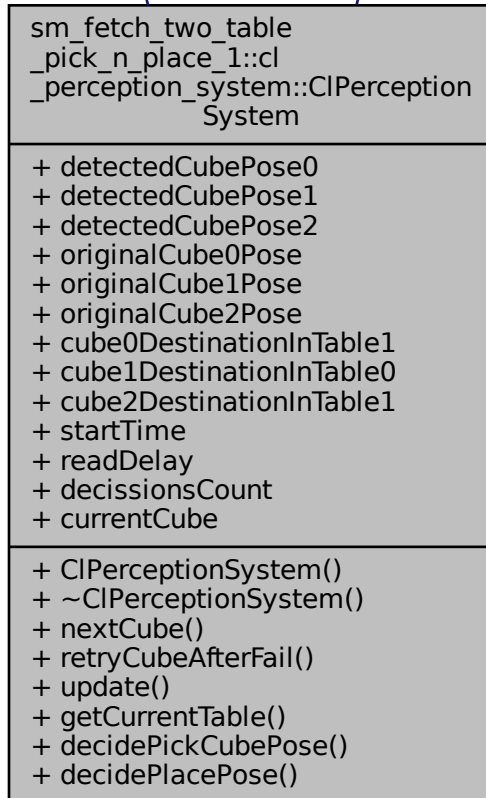 sm_fetch_two_table
_pick_n_place_1::cl
_perception_system::ClPerception
System
+ detectedCubePose0
+ detectedCubePose1
+ detectedCubePose2
+ originalCube0Pose
+ originalCube1Pose
+ originalCube2Pose
+ cube0DestinationInTable1
+ cube1DestinationInTable0
+ cube2DestinationInTable1
+ startTime
+ readDelay
+ decissionsCount
+ currentCube
+ ClPerceptionSystem()
+ ~ClPerceptionSystem()
+ nextCube()
+ retryCubeAfterFail()
+ update()
+ getCurrentTable()
+ decidePickCubePose()
+ decidePlacePose()